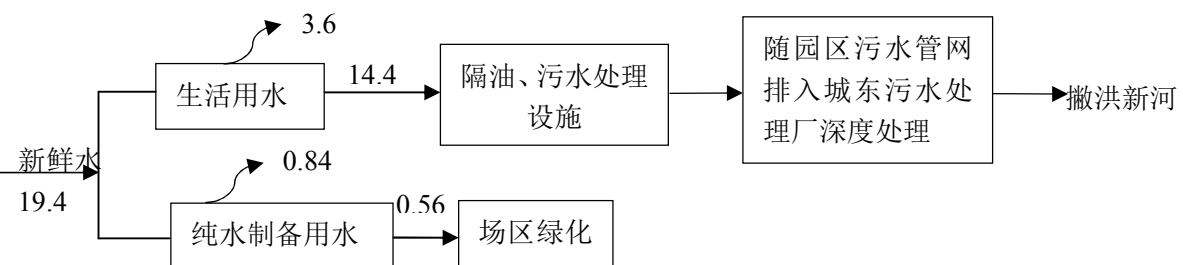 3.6
生活用水
14.4
隔油、污水处理
设施
随园区污水管网
排入城东污水处
理厂深度处理
撇洪新河
新鲜水
19.4
0.84
纯水制备用水
0.56
场区绿化